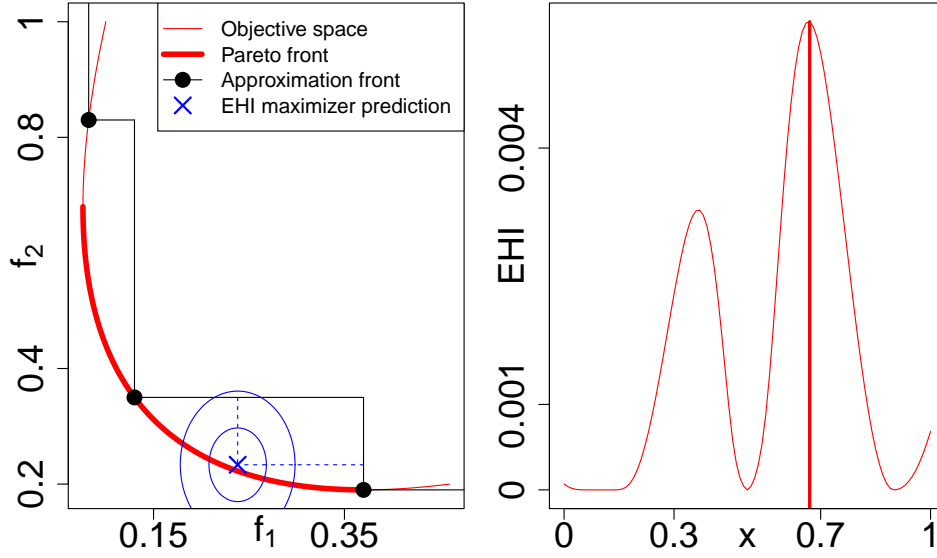 Objective space
Pareto front
Approximation front
EHI maximizer prediction
f2
1
0.8
0.4
0.2
0.15
f1
0.35
EHI
0.004
0.001
0
0
0.3
x
0.7
1